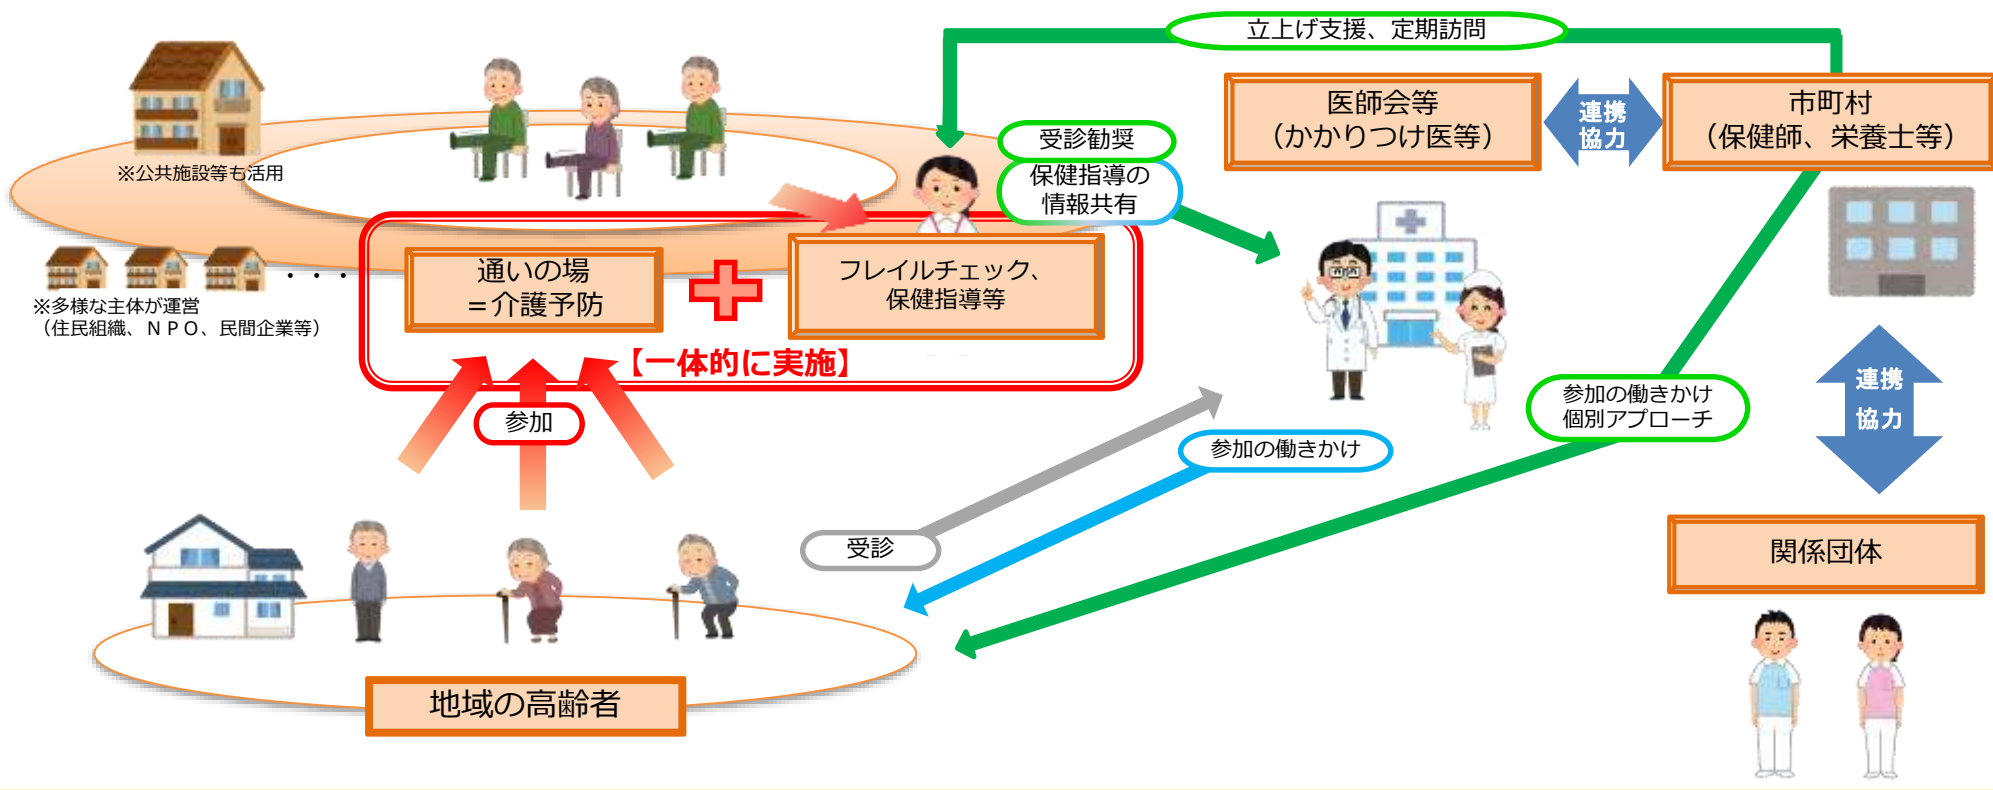 立上げ支援、定期訪問
医師会等
（かかりつけ医等）
連携
協力
市町村
（保健師、栄養士等）
※公共施設等も活用
受診勧奨
保健指導の
情報共有
通いの場
＝介護予防
フレイルチェック、
保健指導等
・・・
※多様な主体が運営
（住民組織、ＮＰＯ、民間企業等）
【一体的に実施】
参加
参加の働きかけ
個別アプローチ
連携
協力
参加の働きかけ
受診
関係団体
地域の高齢者